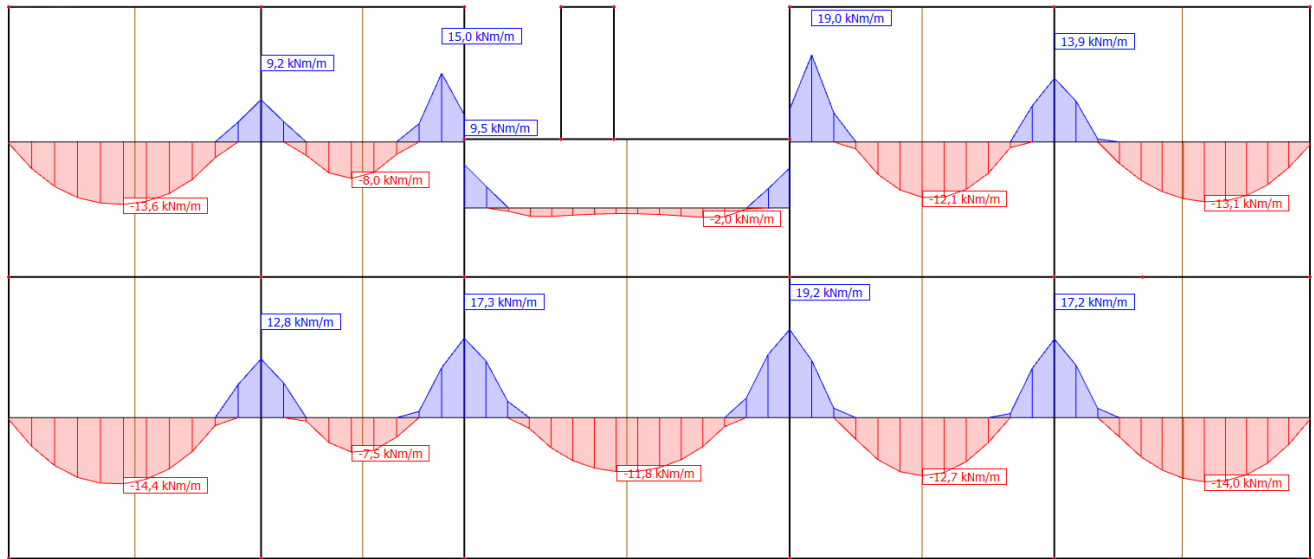 19,0 kNm/m
15,0 kNm/m
13,9 kNm/m
9,2 kNm/m
9,5 kNm/m
-8,0 kNm/m
-13,6 kNm/m
-2,0 kNm/m
-12,1 kNm/m
-13,1 kNm/m
19,2 kNm/m
17,3 kNm/m
17,2 kNm/m
12,8 kNm/m
-7,5 kNm/m
-11,8 kNm/m
-12,7 kNm/m
-14,4 kNm/m
-14,0 kNm/m